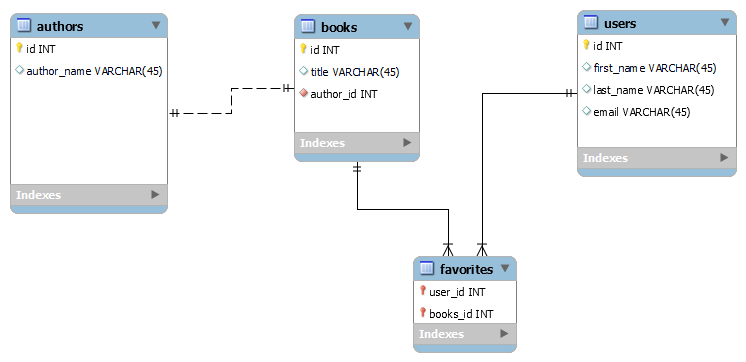 authors
id INT
author_name VARCHAR(45)
Indexes
books
id INT
title VARCHAR(45)
author_id INT
Indexes
users
id INT
first_name VARCHAR(45)
last_name VARCHAR(45)
email VARCHAR(45)
Indexes
favorites
user_id INT
books_id INT
Indexes